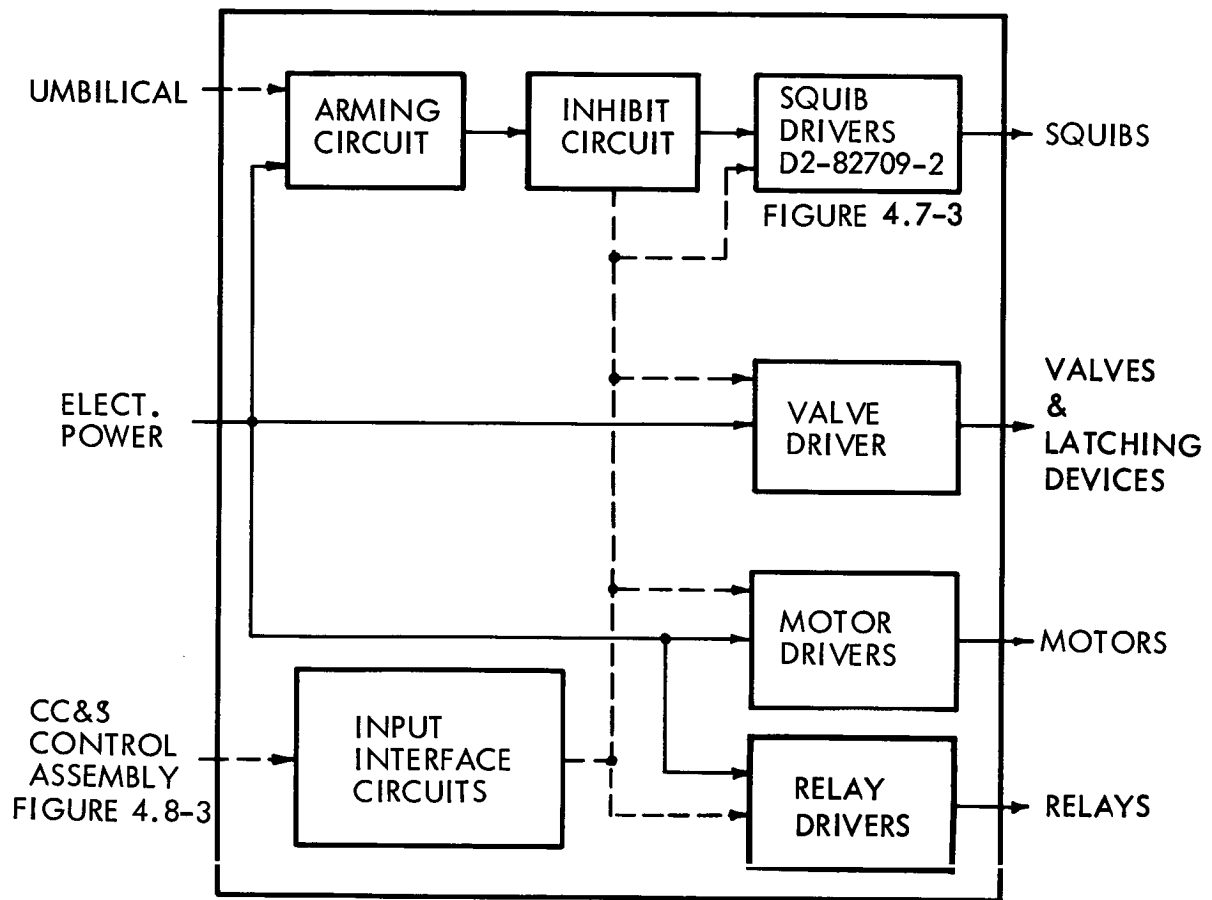 UMBILICAL
ARMING
CIRCUIT
INHIBIT
CIRCUIT
SQUIB
DRIVERS
D2-82709-2
FIGURE 4.7-3
SQUIBS
ELECT.
POWER
VALVE
DRIVER
VALVES
&
LATCHING
DEVICES
MOTOR
DRIVERS
MOTORS
CC&S
CONTROL
ASSEMBLY
FIGURE 4.8-3
INPUT
INTERFACE
CIRCUITS
RELAY
DRIVERS
RELAYS